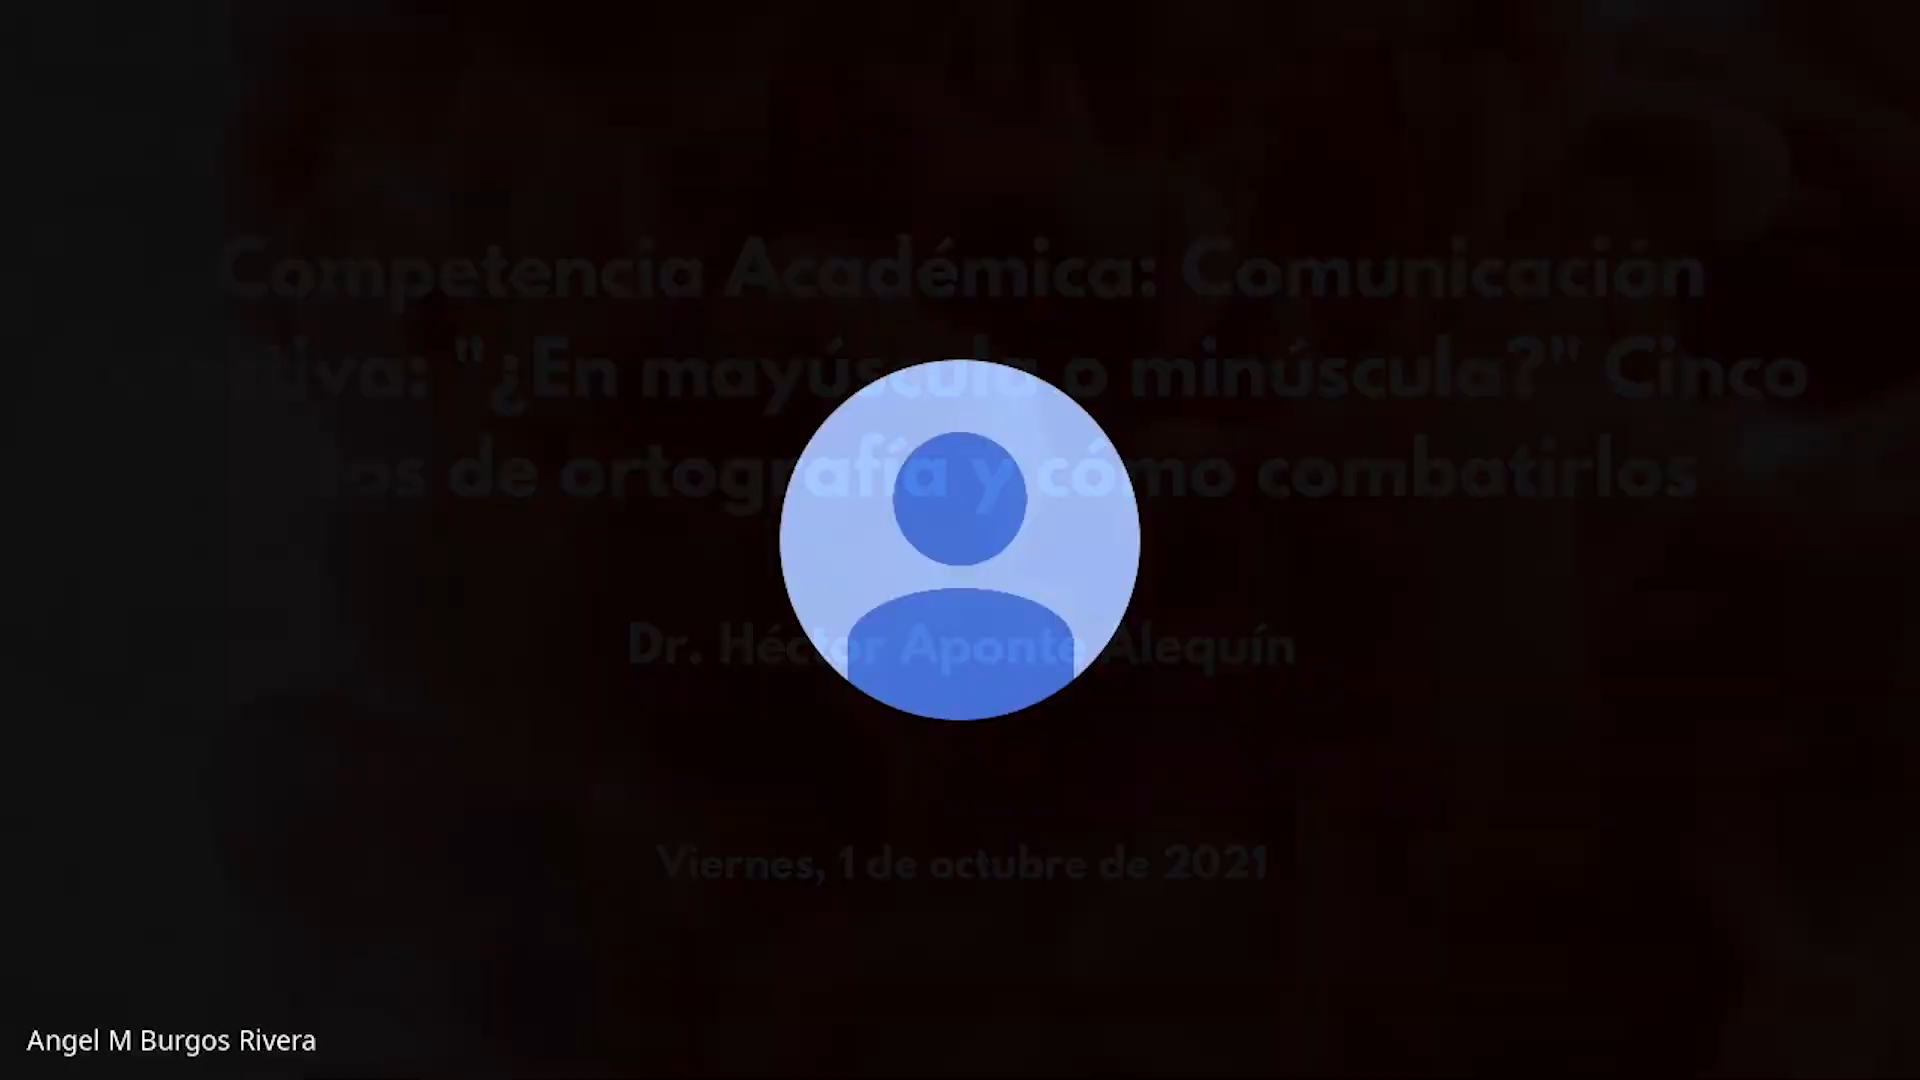 Competencia Académica: Comunicación
"¿En mayúscula o minúscula?" Cinco
de ortografía y cómo combatirlos
Dr. Héctor Aponte Alequín
Viernes, 1 de octubre de 2021
Angel M Burgos Rivera